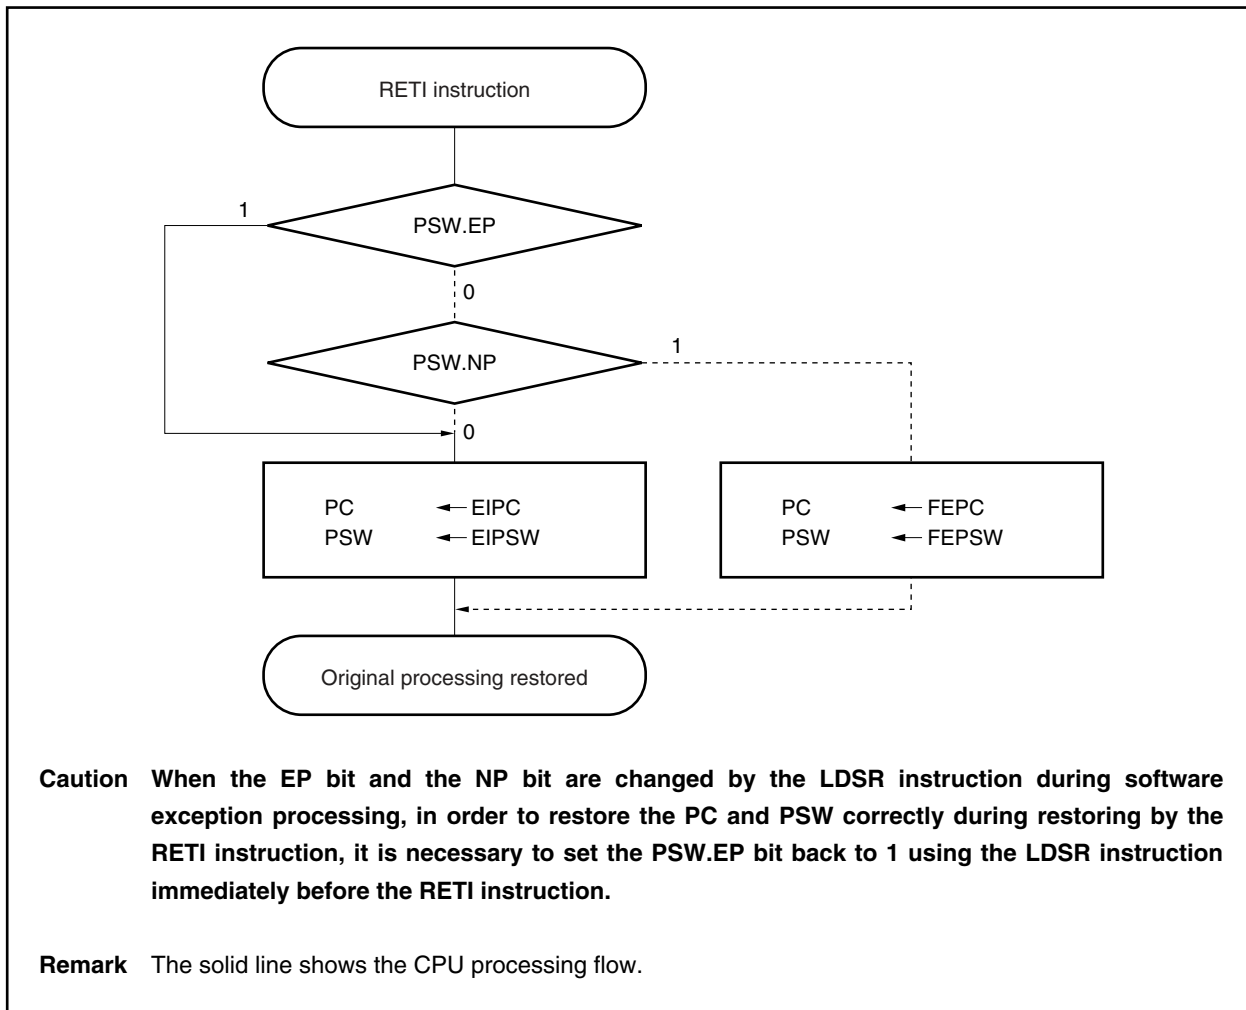 RETI instruction
1
PSW.EP
0
PSW.NP
1
0
PC ← EIPC
PSW ← EIPSW
PC ← FEPC
PSW ← FEPSW
Original processing restored
Caution When the EP bit and the NP bit are changed by the LDSR instruction during software
exception processing, in order to restore the PC and PSW correctly during restoring by the
RETI instruction, it is necessary to set the PSW.EP bit back to 1 using the LDSR instruction
immediately before the RETI instruction.
Remark The solid line shows the CPU processing flow.